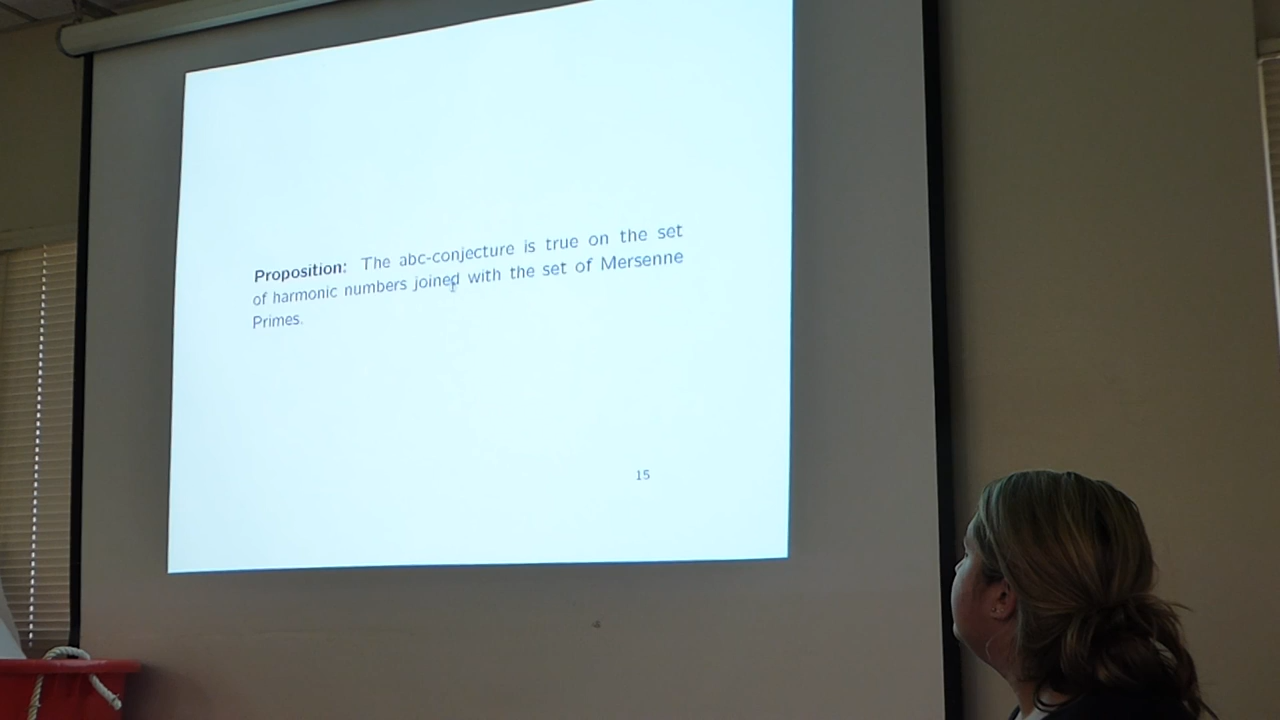 Proposition: The abc-conjecture is true on the set
of harmonic numbers joined with the set of Mersenne
Primes.
15